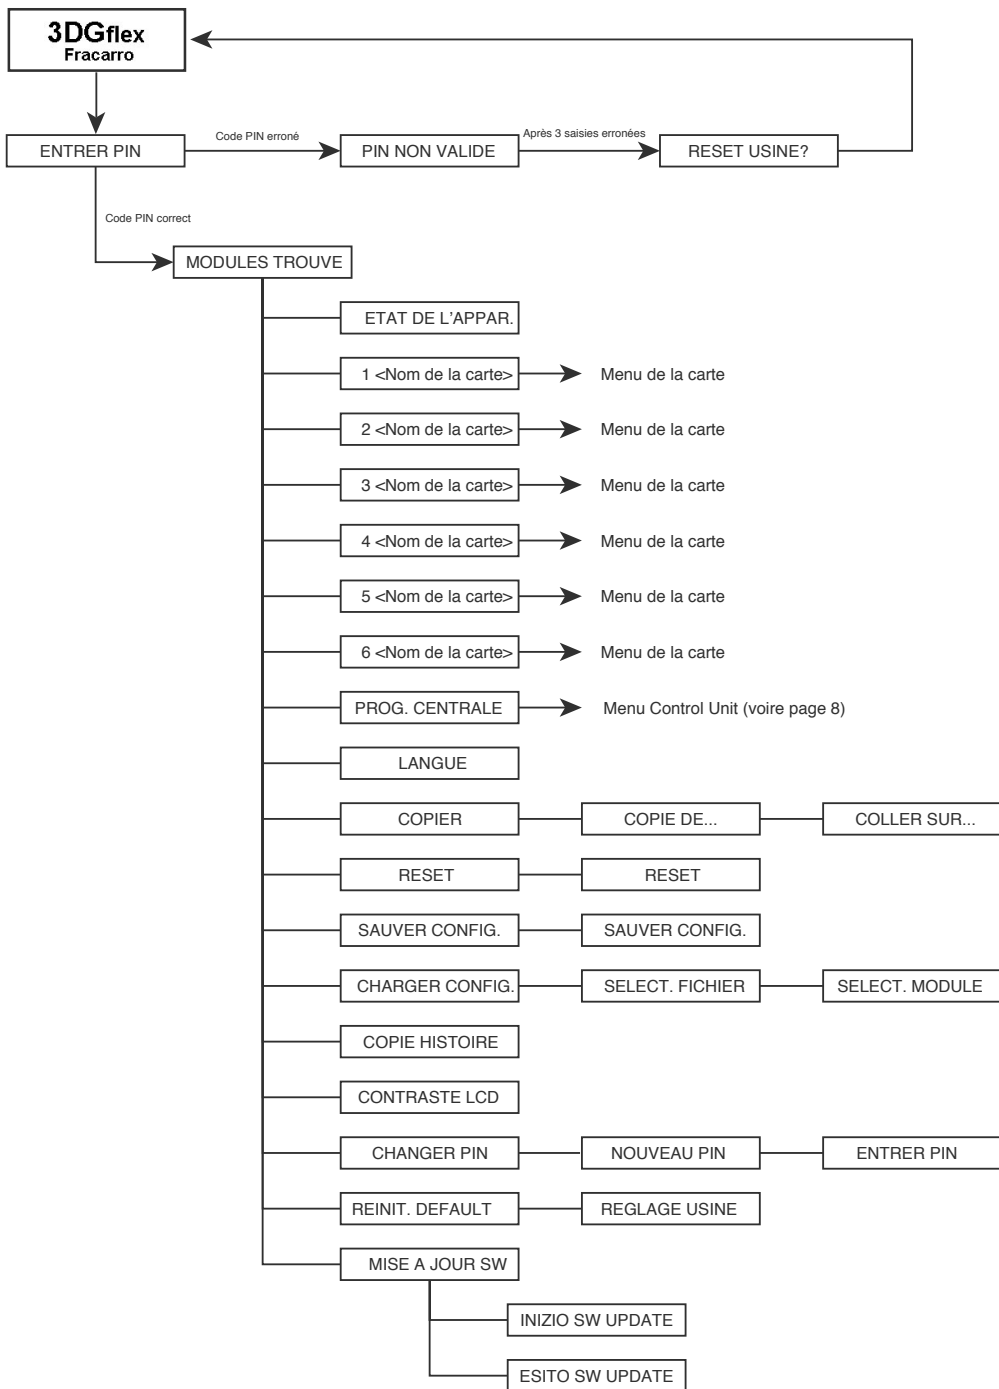 3DGflex
Fracarro
ENTRER PIN
Code PIN erroné
PIN NON VALIDE
Après 3 saisies erronées
RESET USINE?
Code PIN correct
MODULES TROUVE
ETAT DE L'APPAR.
1 <Nom de la carte>
Menu de la carte
2 <Nom de la carte>
Menu de la carte
3 <Nom de la carte>
Menu de la carte
4 <Nom de la carte>
Menu de la carte
5 <Nom de la carte>
Menu de la carte
6 <Nom de la carte>
Menu de la carte
PROG. CENTRALE
Menu Control Unit (voire page 8)
LANGUE
COPIER
COPIE DE...
COLLER SUR...
RESET
RESET
SAUVER CONFIG.
SAUVER CONFIG.
CHARGER CONFIG.
SELECT. FICHIER
SELECT. MODULE
COPIE HISTOIRE
CONTRASTE LCD
CHANGER PIN
NOUVEAU PIN
ENTRER PIN
REINIT. DEFAULT
REGLAGE USINE
MISE A JOUR SW
INIZIO SW UPDATE
ESITO SW UPDATE